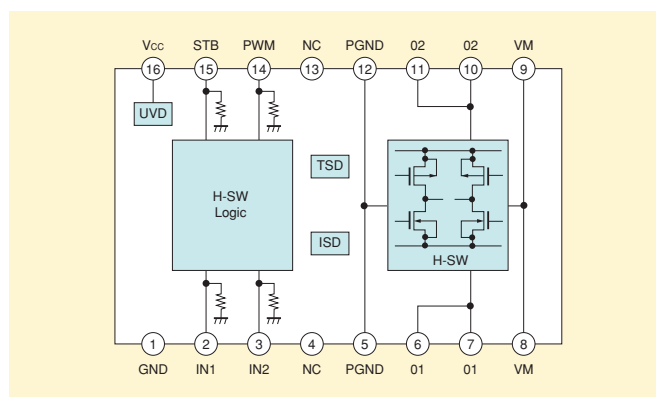 Vcc STB PWM NC PGND 02 02 VM
16 15 14 13 12 11 10 9
UVD
TSD
H-SW
Logic
ISD
H-SW
1 2 3 4 5 6 7 8
GND IN1 IN2 NC PGND 01 01 VM